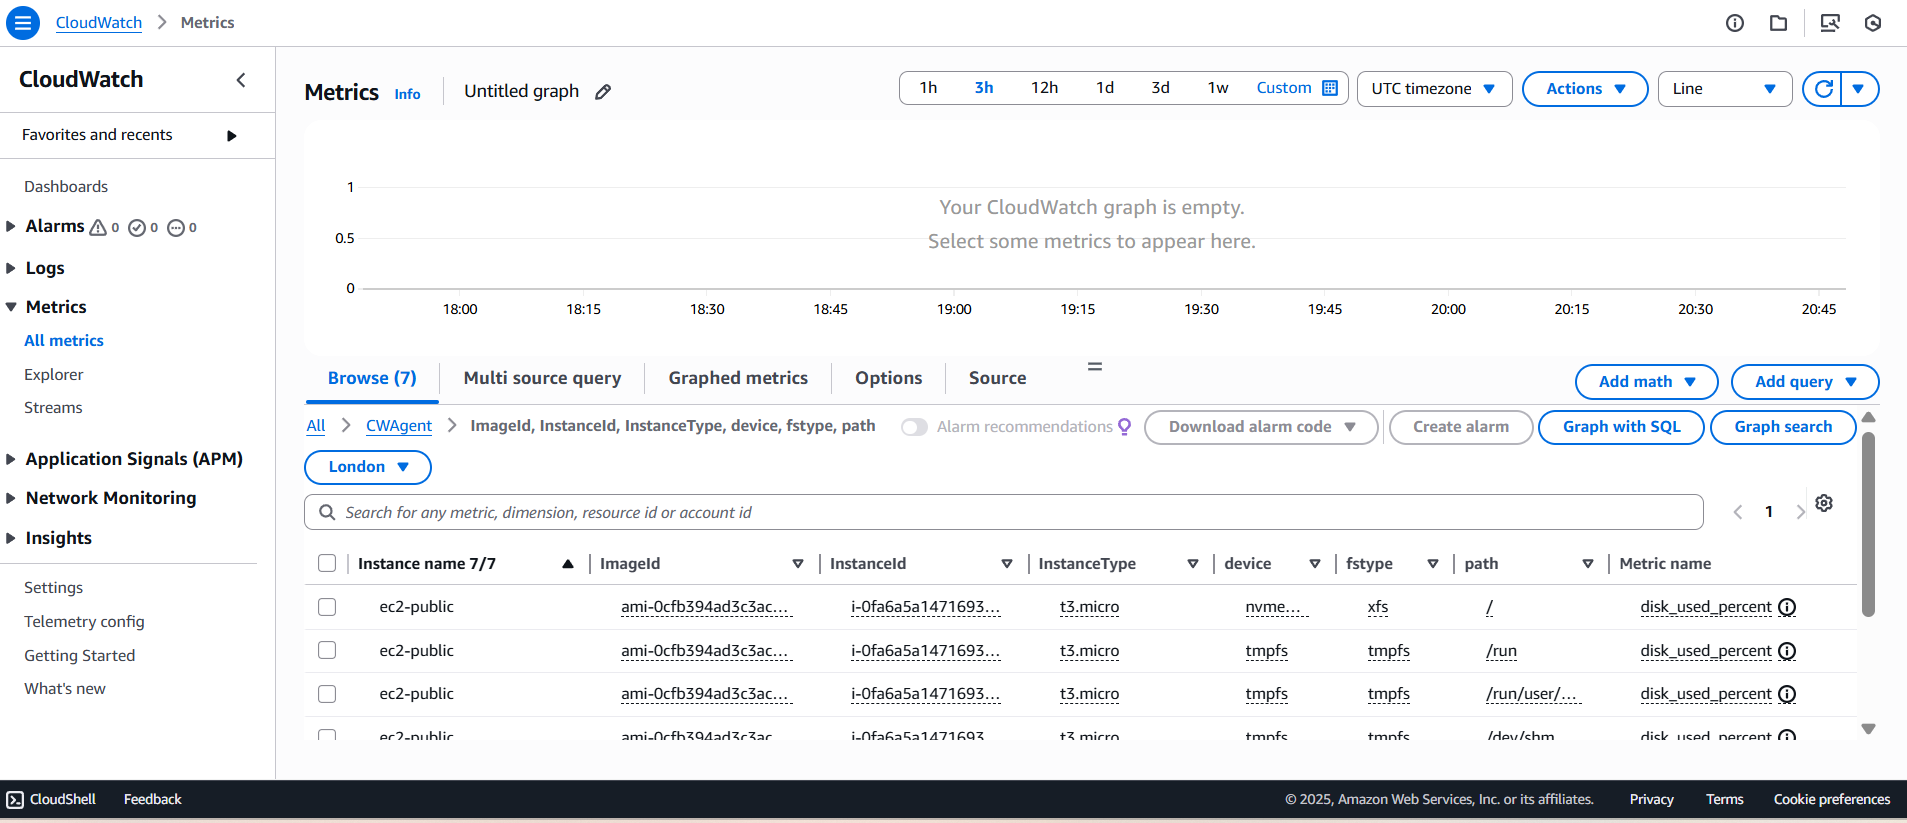 CloudWatch > Metrics
CloudWatch
Favorites and recents
Dashboards
Alarms 0 0 0
Logs
Metrics
All metrics
Explorer
Streams
Application Signals (APM)
Network Monitoring
Insights
Settings
Telemetry config
Getting Started
What's new
Metrics Info Untitled graph
1h 3h 12h 1d 3d 1w Custom UTC timezone Actions Line
1
Your CloudWatch graph is empty.
0.5
Select some metrics to appear here.
0
18:00 18:15 18:30 18:45 19:00 19:15 19:30 19:45 20:00 20:15 20:30 20:45
Browse (7) Multi source query Graphed metrics Options Source Add math Add query
All > CWAgent > ImageId, InstanceId, InstanceType, device, fstype, path Alarm recommendations Download alarm code Create alarm Graph with SQL Graph search
London
Search for any metric, dimension, resource id or account id 1
Instance name 7/7 ImageId InstanceId InstanceType device fstype path Metric name
ec2-public ami-0cfb394ad3c3ac... i-0fa6a5a1471693... t3.micro nvme... xfs / disk_used_percent
ec2-public ami-0cfb394ad3c3ac... i-0fa6a5a1471693... t3.micro tmpfs tmpfs /run disk_used_percent
ec2-public ami-0cfb394ad3c3ac... i-0fa6a5a1471693... t3.micro tmpfs tmpfs /run/user/... disk_used_percent
ec2-public ami-0cfb394ad3c3ac i-0fa6a5a1471693 t3.micro tmpfs tmpfs /dev/shm disk_used_percent
CloudShell Feedback © 2025, Amazon Web Services, Inc. or its affiliates. Privacy Terms Cookie preferences